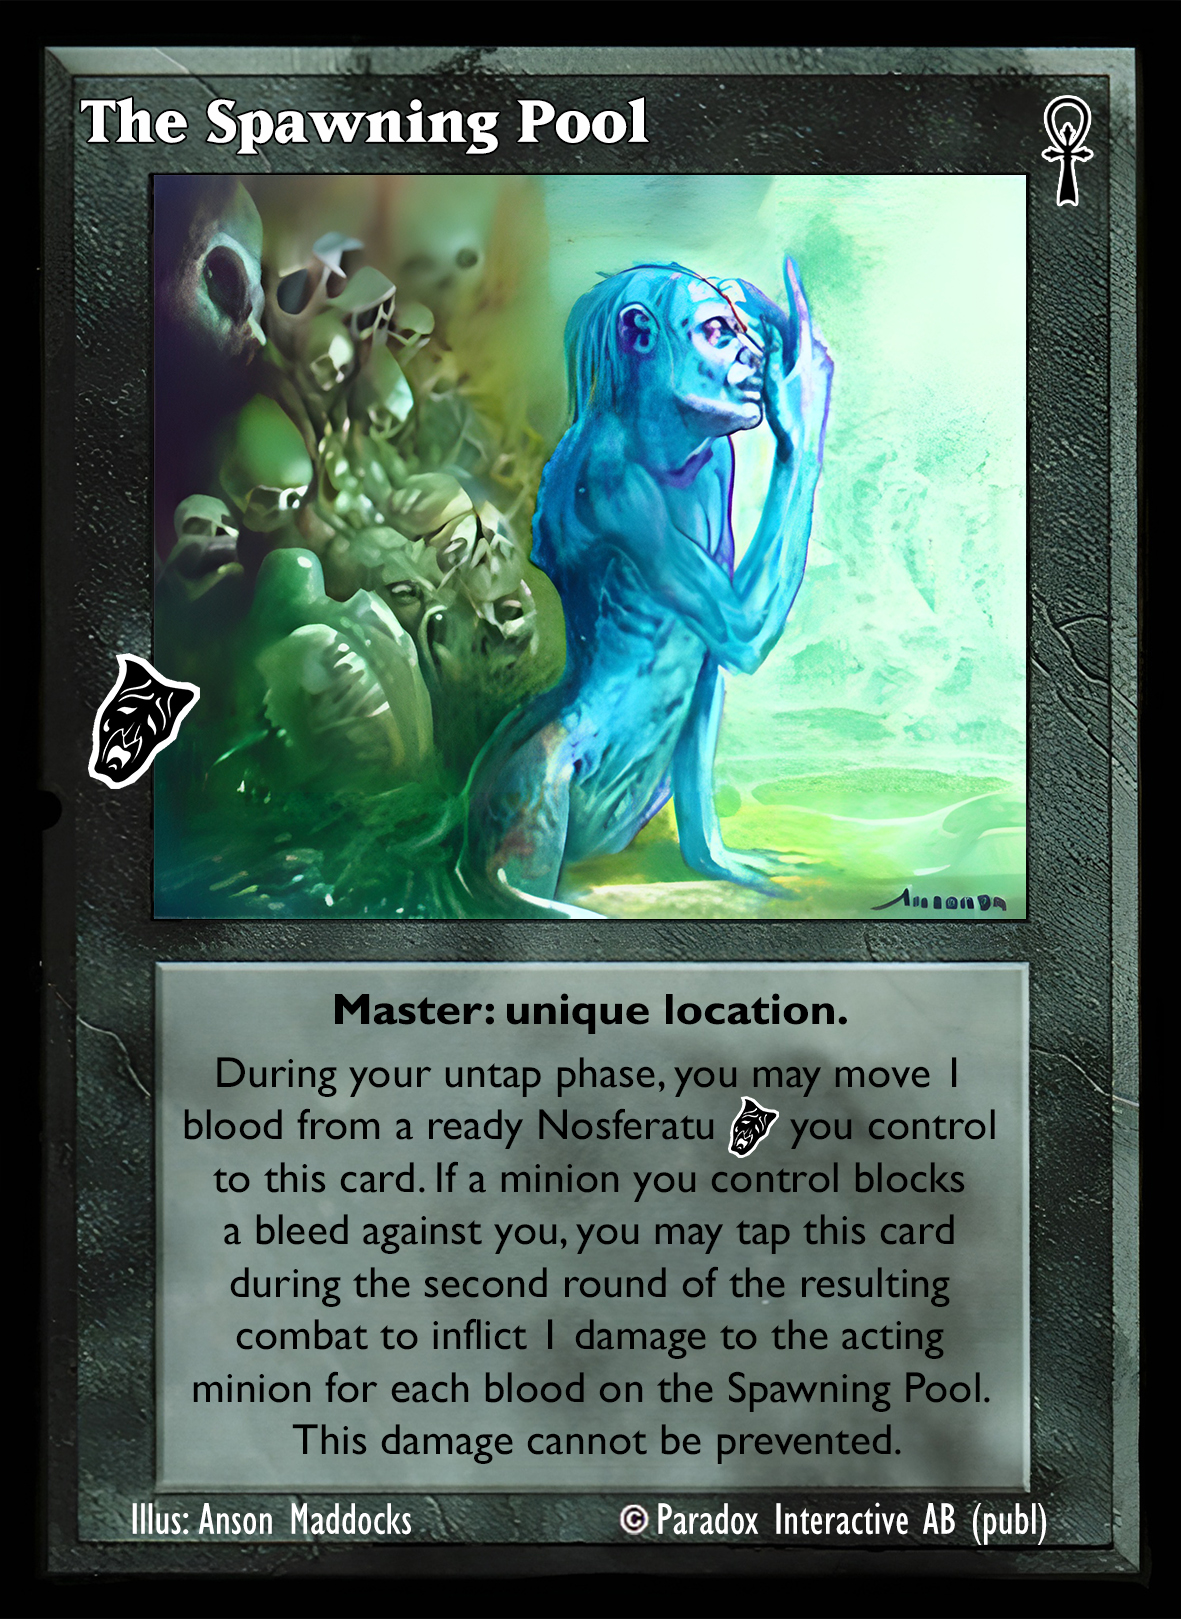 The Spawning Pool
Master: unique location.
During your untap phase, you may move 1
blood from a ready Nosferatu you control
to this card. If a minion you control blocks
a bleed against you, you may tap this card
during the second round of the resulting
combat to inflict 1 damage to the acting
minion for each blood on the Spawning Pool.
This damage cannot be prevented.
Illus: Anson Maddocks
© Paradox Interactive AB (publ)